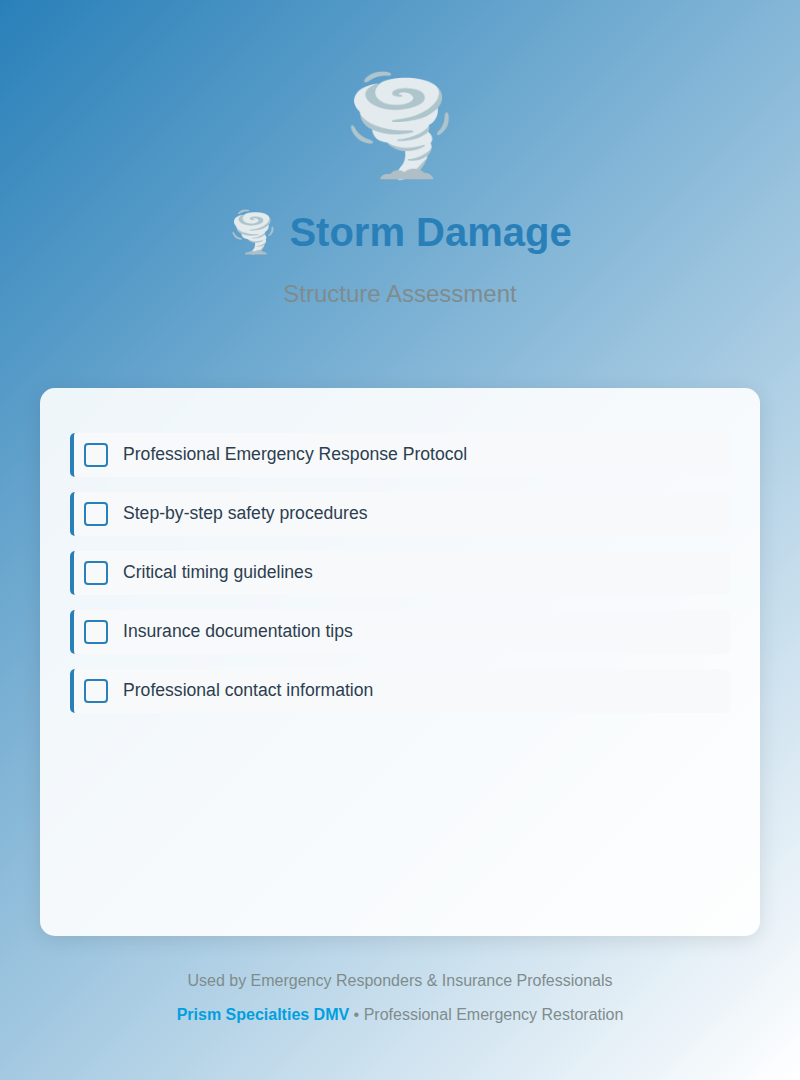 🌪️ Storm Damage
Structure Assessment
Professional Emergency Response Protocol
Step-by-step safety procedures
Critical timing guidelines
Insurance documentation tips
Professional contact information
Used by Emergency Responders & Insurance Professionals
Prism Specialties DMV • Professional Emergency Restoration